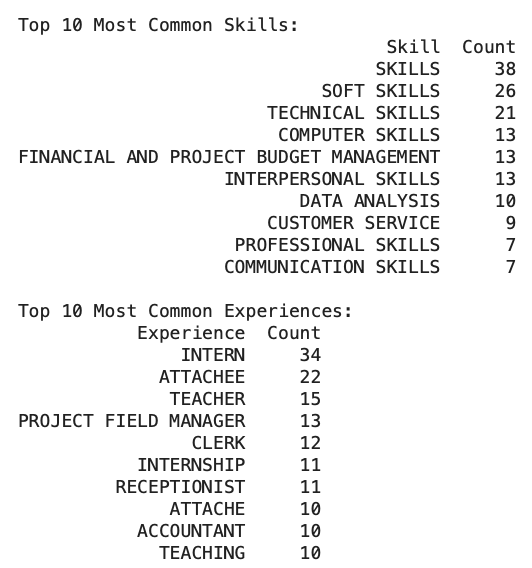 Top 10 Most Common Skills:
Skill Count
SKILLS 38
SOFT SKILLS 26
TECHNICAL SKILLS 21
COMPUTER SKILLS 13
FINANCIAL AND PROJECT BUDGET MANAGEMENT 13
INTERPERSONAL SKILLS 13
DATA ANALYSIS 10
CUSTOMER SERVICE 9
PROFESSIONAL SKILLS 7
COMMUNICATION SKILLS 7
Top 10 Most Common Experiences:
Experience Count
INTERN 34
ATTACHEE 22
TEACHER 15
PROJECT FIELD MANAGER 13
CLERK 12
INTERNSHIP 11
RECEPTIONIST 11
ATTACHE 10
ACCOUNTANT 10
TEACHING 10